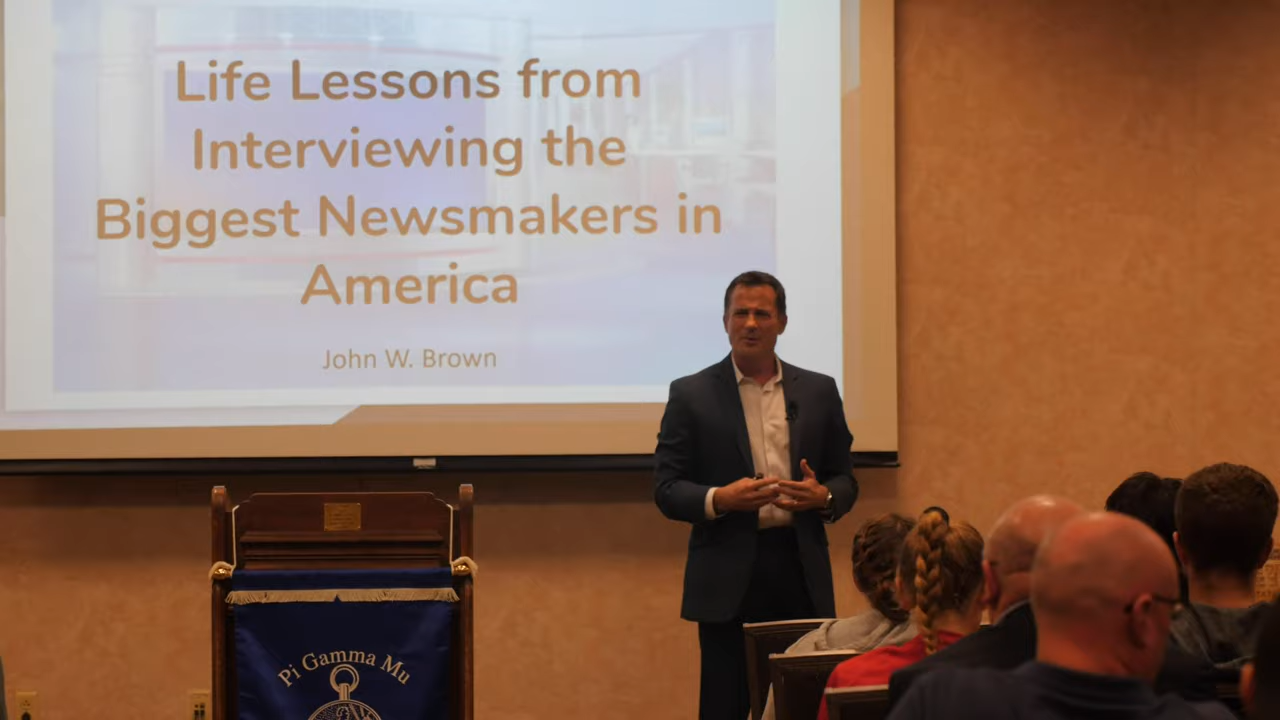 Life Lessons from
Interviewing the
Biggest Newsmakers in
America
John W. Brown
Pi Gamma Mu